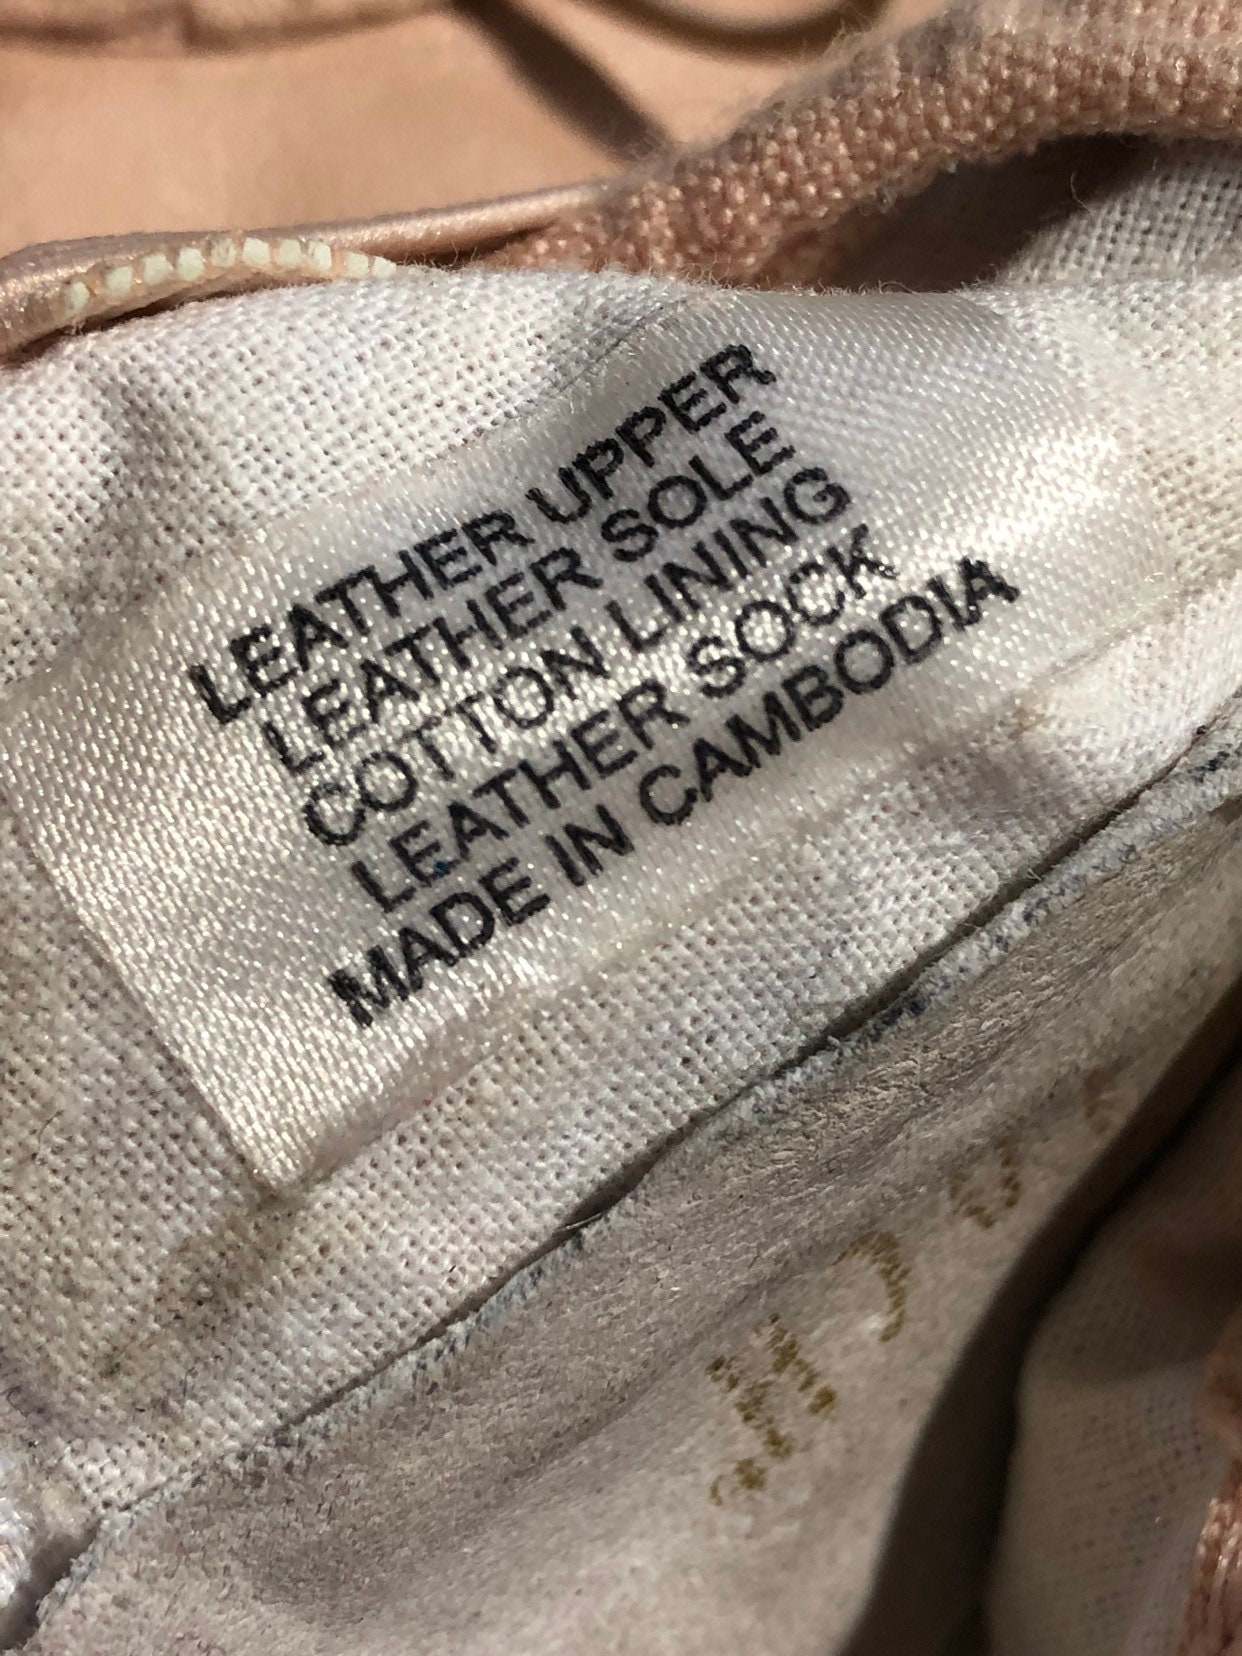 LEATHER UPPER
LEATHER SOLE
COTTON LINING
LEATHER SOCK
MADE IN CAMBODIA